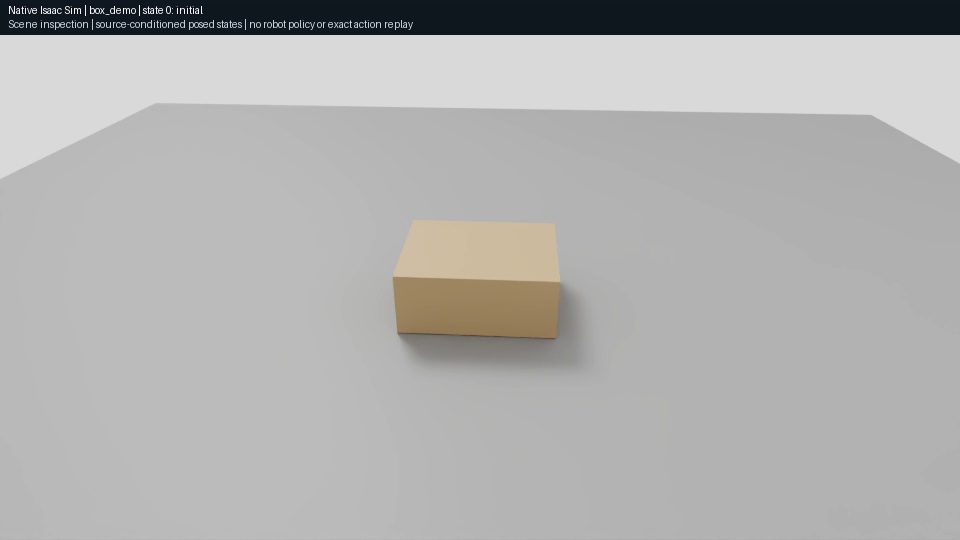 Native Isaac Sim | box_demo | state 0: initial
Scene inspection | source-conditioned posed states | no robot policy or exact action replay